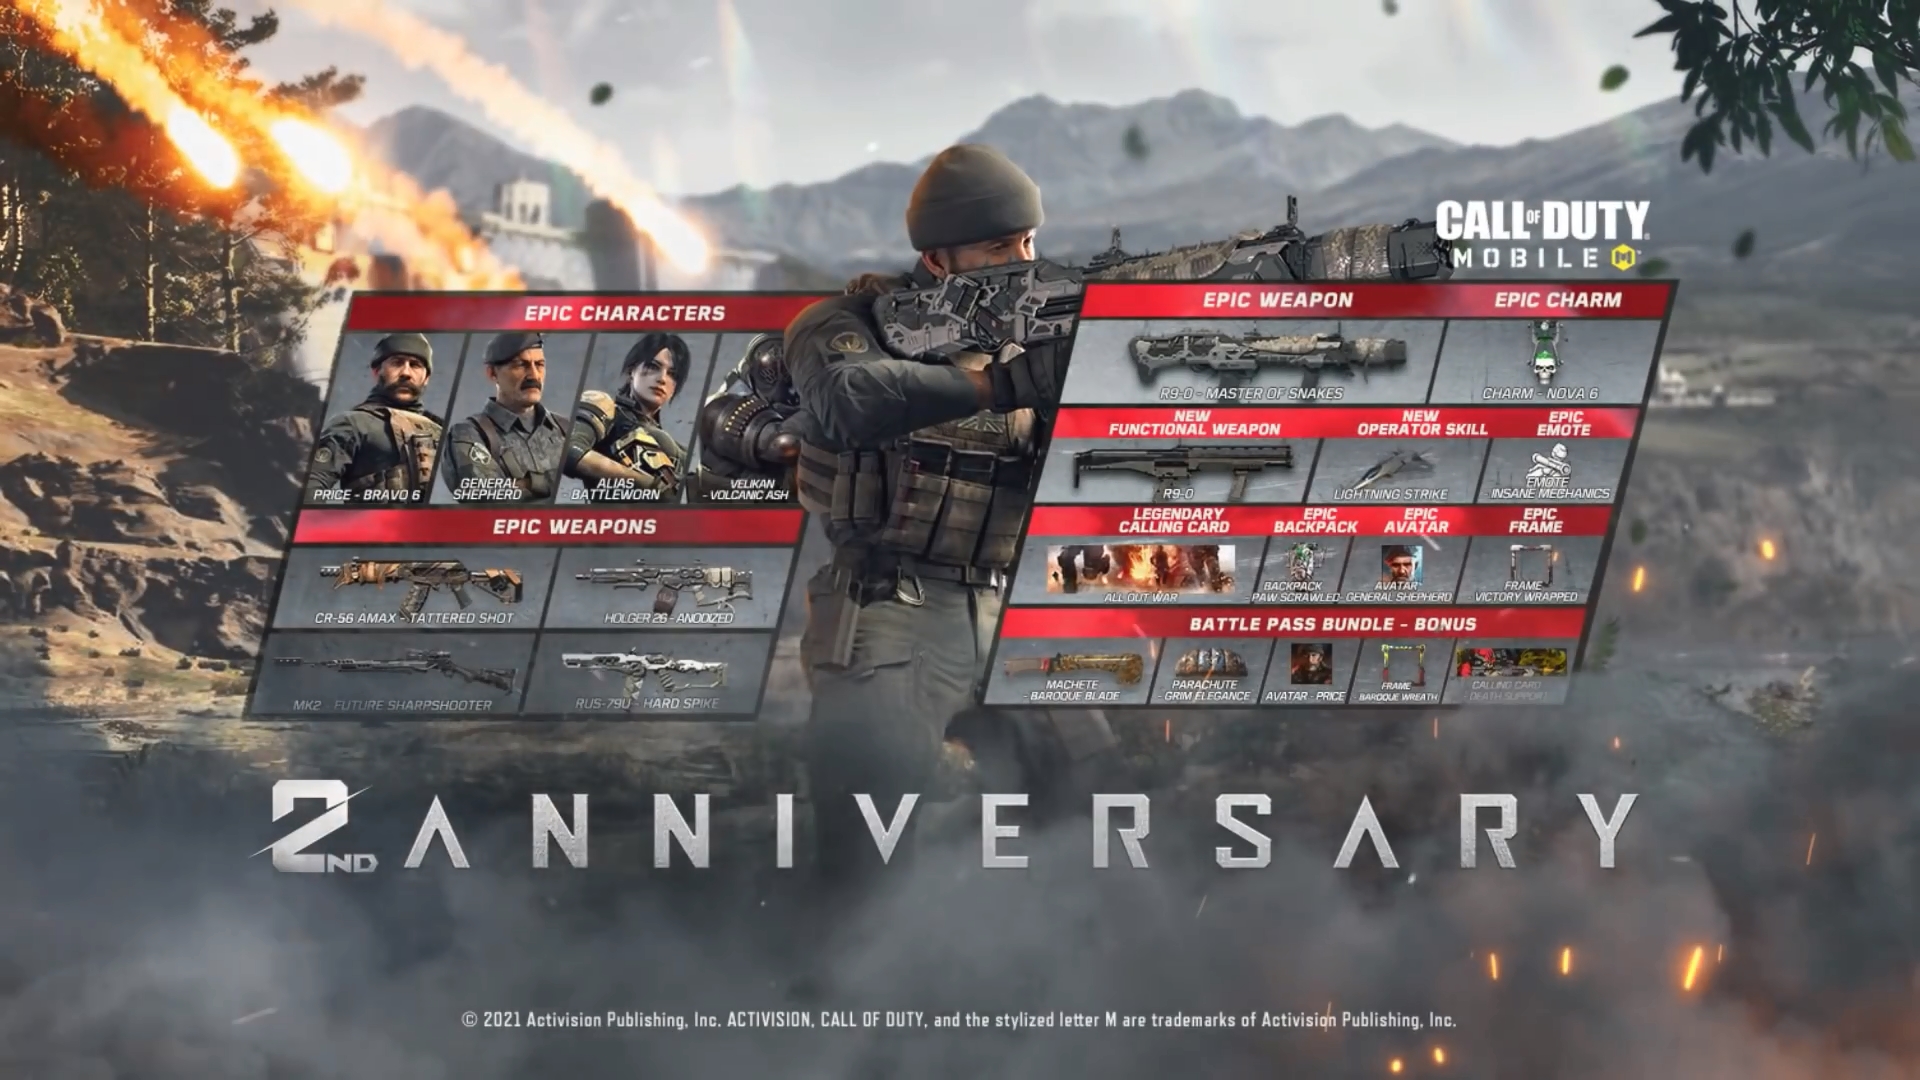 CALL OF DUTY
MOBILE
EPIC CHARACTERS
PRICE - BRAVO 6
GENERAL
SHEPHERD
ALIAS
- BATTLEWORN
VELIKAN
- VOLCANIC ASH
EPIC WEAPONS
CR-56 AMAX - TATTERED SHOT
HOLGER 26 - ANODIZED
MK2 - FUTURE SHARPSHOOTER
RUS-79U - HARD SPIKE
EPIC WEAPON
EPIC CHARM
R9-0 - MASTER OF SNAKES
CHARM - NOVA 6
NEW
FUNCTIONAL WEAPON
NEW
OPERATOR SKILL
EPIC
EMOTE
R9-0
LIGHTNING STRIKE
EMOTE
- INSANE MECHANICS
LEGENDARY
CALLING CARD
EPIC
BACKPACK
EPIC
AVATAR
EPIC
FRAME
ALL OUT WAR
BACKPACK
- PAW SCRAWLED
AVATAR
- GENERAL SHEPHERD
FRAME
- VICTORY WRAPPED
BATTLE PASS BUNDLE - BONUS
MACHETE
- BAROQUE BLADE
PARACHUTE
- GRIM ELEGANCE
AVATAR - PRICE
FRAME
- BAROQUE WREATH
CALLING CARD
- DEATH SUPPORT
2ND ANNIVERSARY
© 2021 Activision Publishing, Inc. ACTIVISION, CALL OF DUTY, and the stylized letter M are trademarks of Activision Publishing, Inc.